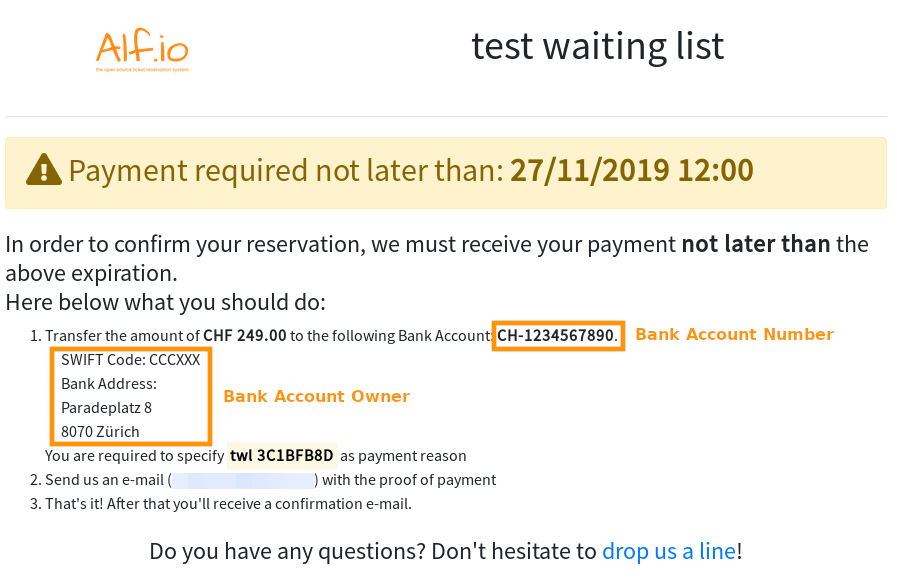 Alf.io
the open source ticket reservation system
test waiting list
Payment required not later than: 27/11/2019 12:00
In order to confirm your reservation, we must receive your payment not later than the
above expiration.
Here below what you should do:
1. Transfer the amount of CHF 249.00 to the following Bank Account: CH-1234567890. Bank Account Number
SWIFT Code: CCCXXX
Bank Address:
Bank Account Owner
Paradeplatz 8
8070 Zürich
You are required to specify twl 3C1BFB8D as payment reason
2. Send us an e-mail ( ) with the proof of payment
3. That's it! After that you'll receive a confirmation e-mail.
Do you have any questions? Don't hesitate to drop us a line!